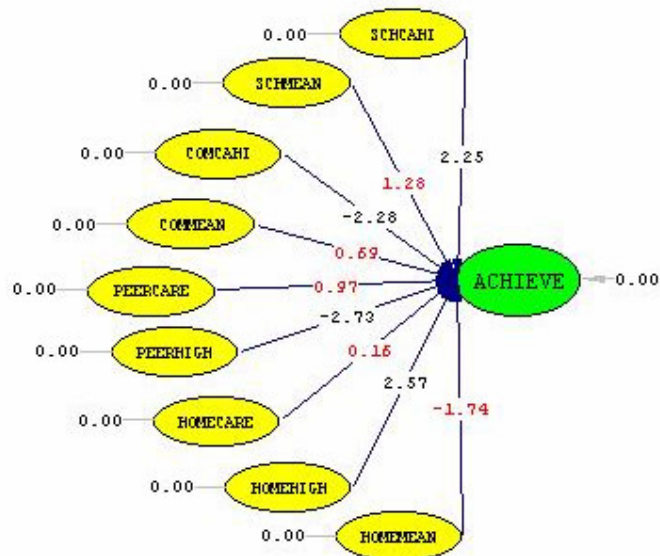 0.00 SCHCAHI
0.00 SCHMEAN
0.00 COMCAHI
2.25
1.28
-2.28
0.00 COMMEAN
0.69
0.00 PEERCARE
0.97
ACHIEVE 0.00
-2.73
0.00 PEERHIGH
0.16
2.57
-1.74
0.00 HOMECARE
0.00 HOMEHIGH
0.00 HOMEMEAN